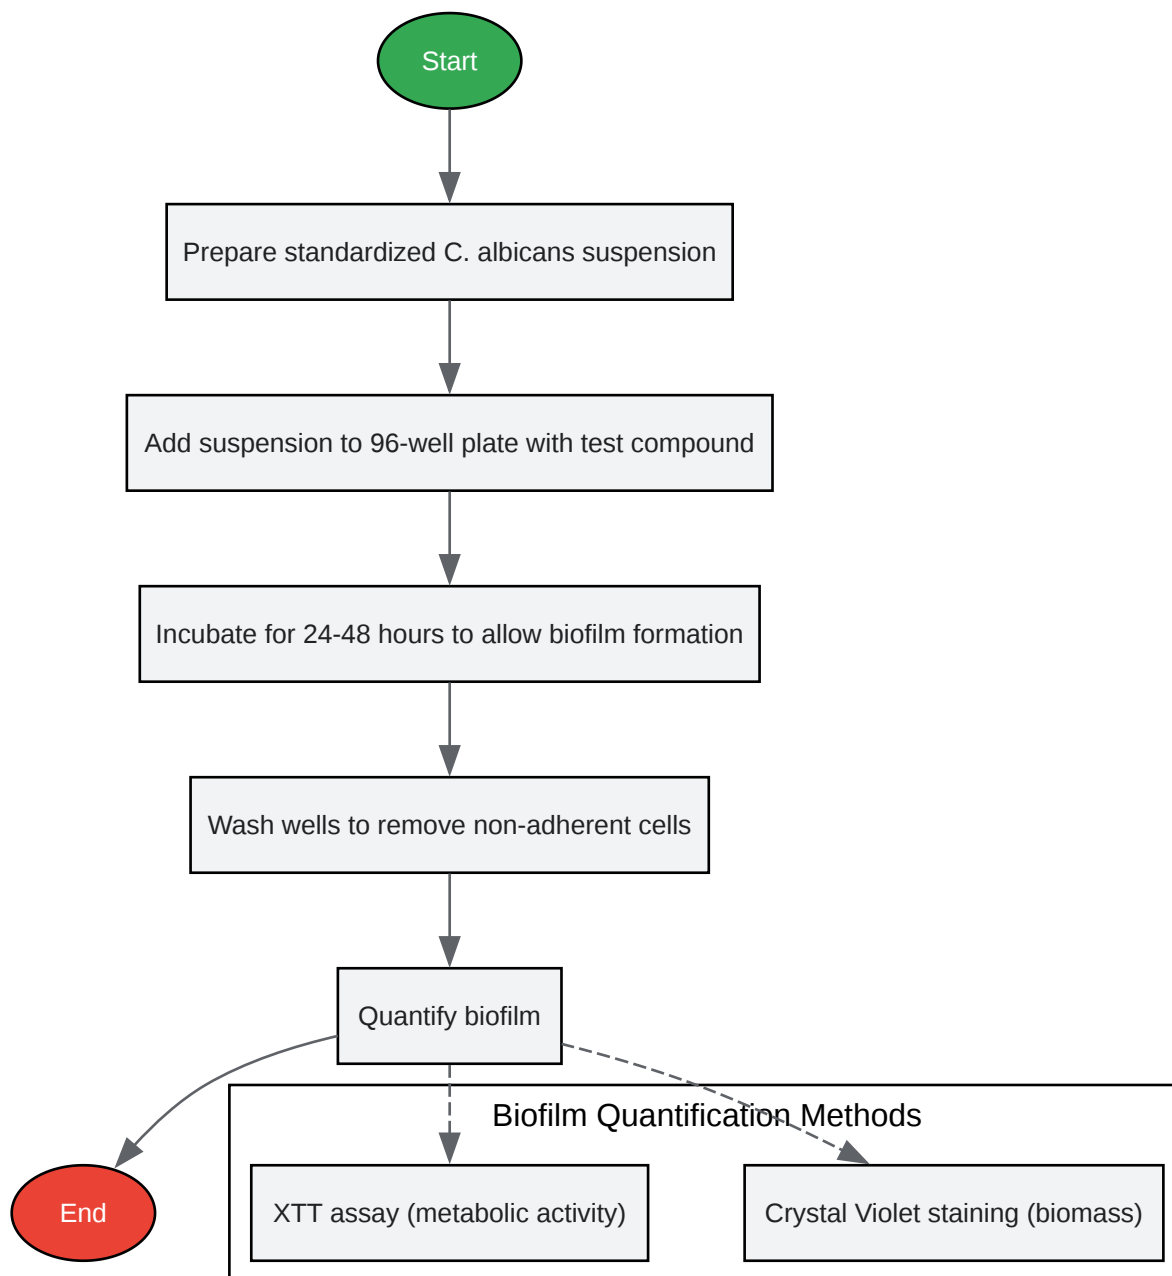 Start
Prepare standardized C. albicans suspension
Add suspension to 96-well plate with test compound
Incubate for 24-48 hours to allow biofilm formation
Wash wells to remove non-adherent cells
Quantify biofilm
Biofilm Quantification Methods
End
XTT assay (metabolic activity)
Crystal Violet staining (biomass)